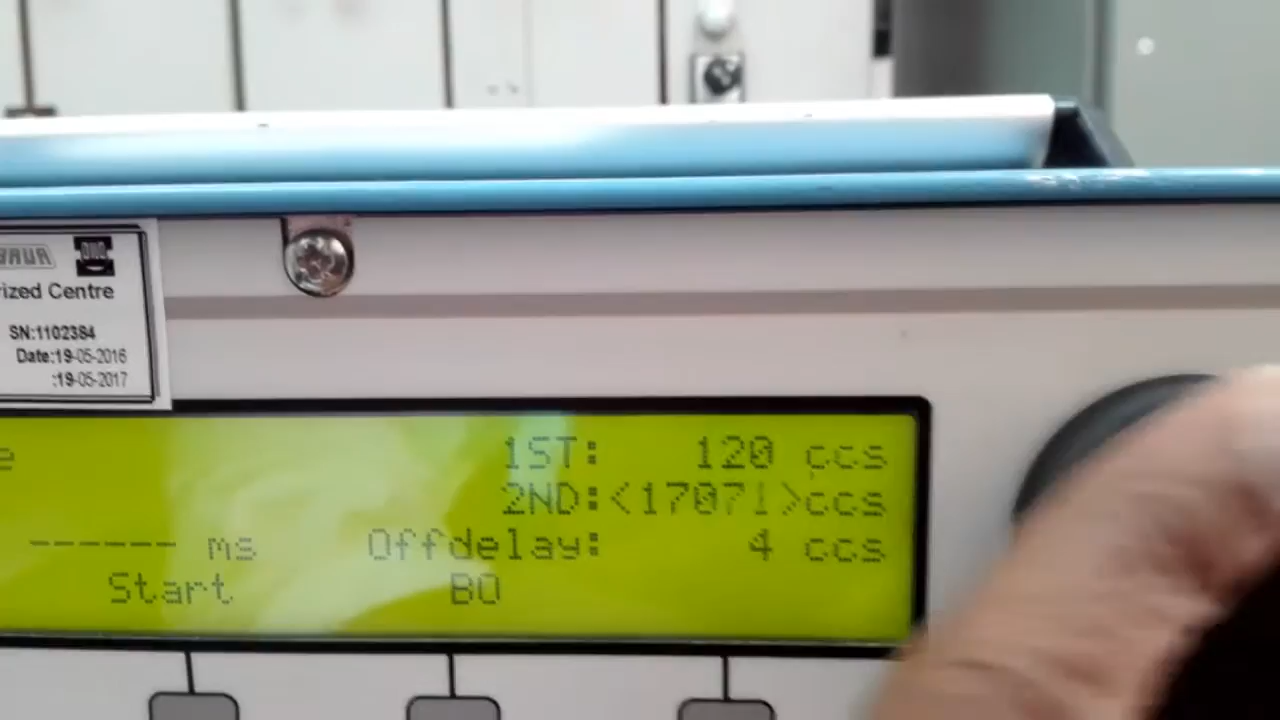 BAUR
rized Centre
SN:1102384
Date:19-05-2016
:19-05-2017
e
1ST: 120 ccs
2ND:<17071>ccs
------ ms Offdelay: 4 ccs
Start BO